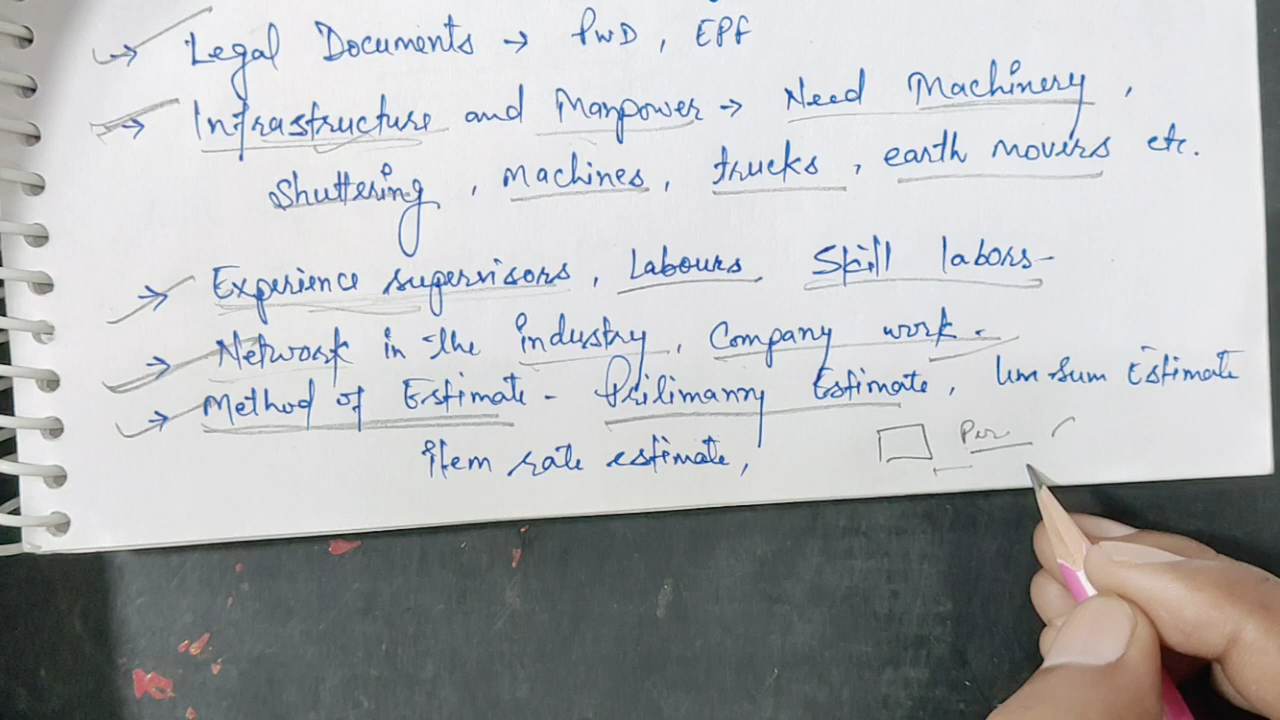 → Legal Documents → PWD, EPF
→ Infrastructure and Manpower → Need Machinery,
Shuttering, machines, trucks, earth movers etc.
→ Experience supervisors, Labours Skill labors-
→ Network in the industry, Company work.
→ Method of Estimate - Prilimanry Estimate, lum sum Estimate
item rate estimate,
Per